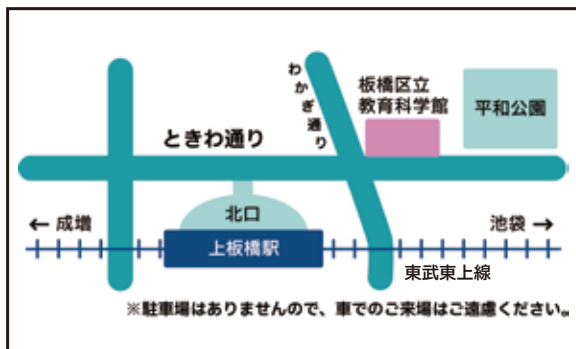 わかぎ通り
板橋区立
教育科学館
平和公園
ときわ通り
北口
← 成増
池袋 →
上板橋駅
東武東上線
※駐車場はありませんので、車でのご来場はご遠慮ください。